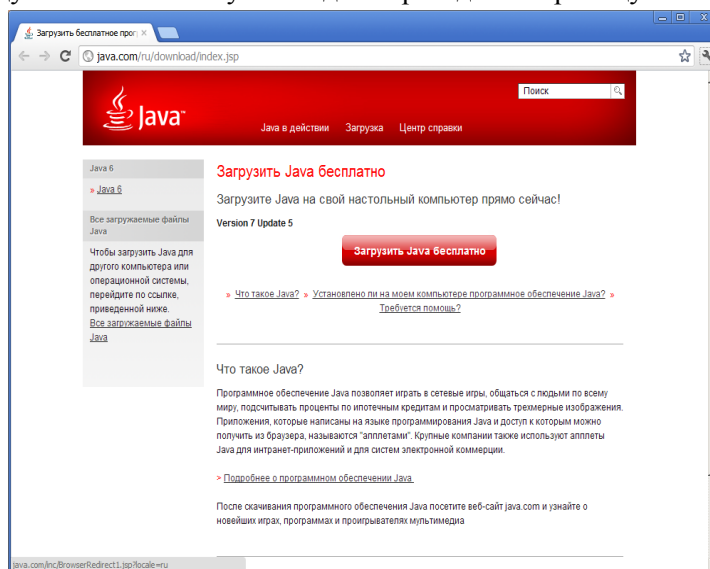 Загрузить бесплатное прог
java.com/ru/download/index.jsp
Java™
Поиск
Java в действии Загрузка Центр справки
Java 6
» Java 6
Все загружаемые файлы
Java
Чтобы загрузить Java для
другого компьютера или
операционной системы,
перейдите по ссылке,
приведенной ниже.
Все загружаемые файлы
Java
Загрузить Java бесплатно
Загрузите Java на свой настольный компьютер прямо сейчас!
Version 7 Update 5
Загрузить Java бесплатно
» Что такое Java? » Установлено ли на моем компьютере программное обеспечение Java? »
Требуется помощь?
Что такое Java?
Программное обеспечение Java позволяет играть в сетевые игры, общаться с людьми по всему
миру, подсчитывать проценты по ипотечным кредитам и просматривать трехмерные изображения.
Приложения, которые написаны на языке программирования Java и доступ к которым можно
получить из браузера, называются "апплетами". Крупные компании также используют апплеты
Java для интранет-приложений и для систем электронной коммерции.
> Подробнее о программном обеспечении Java
После скачивания программного обеспечения Java посетите веб-сайт java.com и узнайте о
новейших играх, программах и проигрывателях мультимедиа
java.com/inc/BrowserRedirect1.jsp?locale=ru